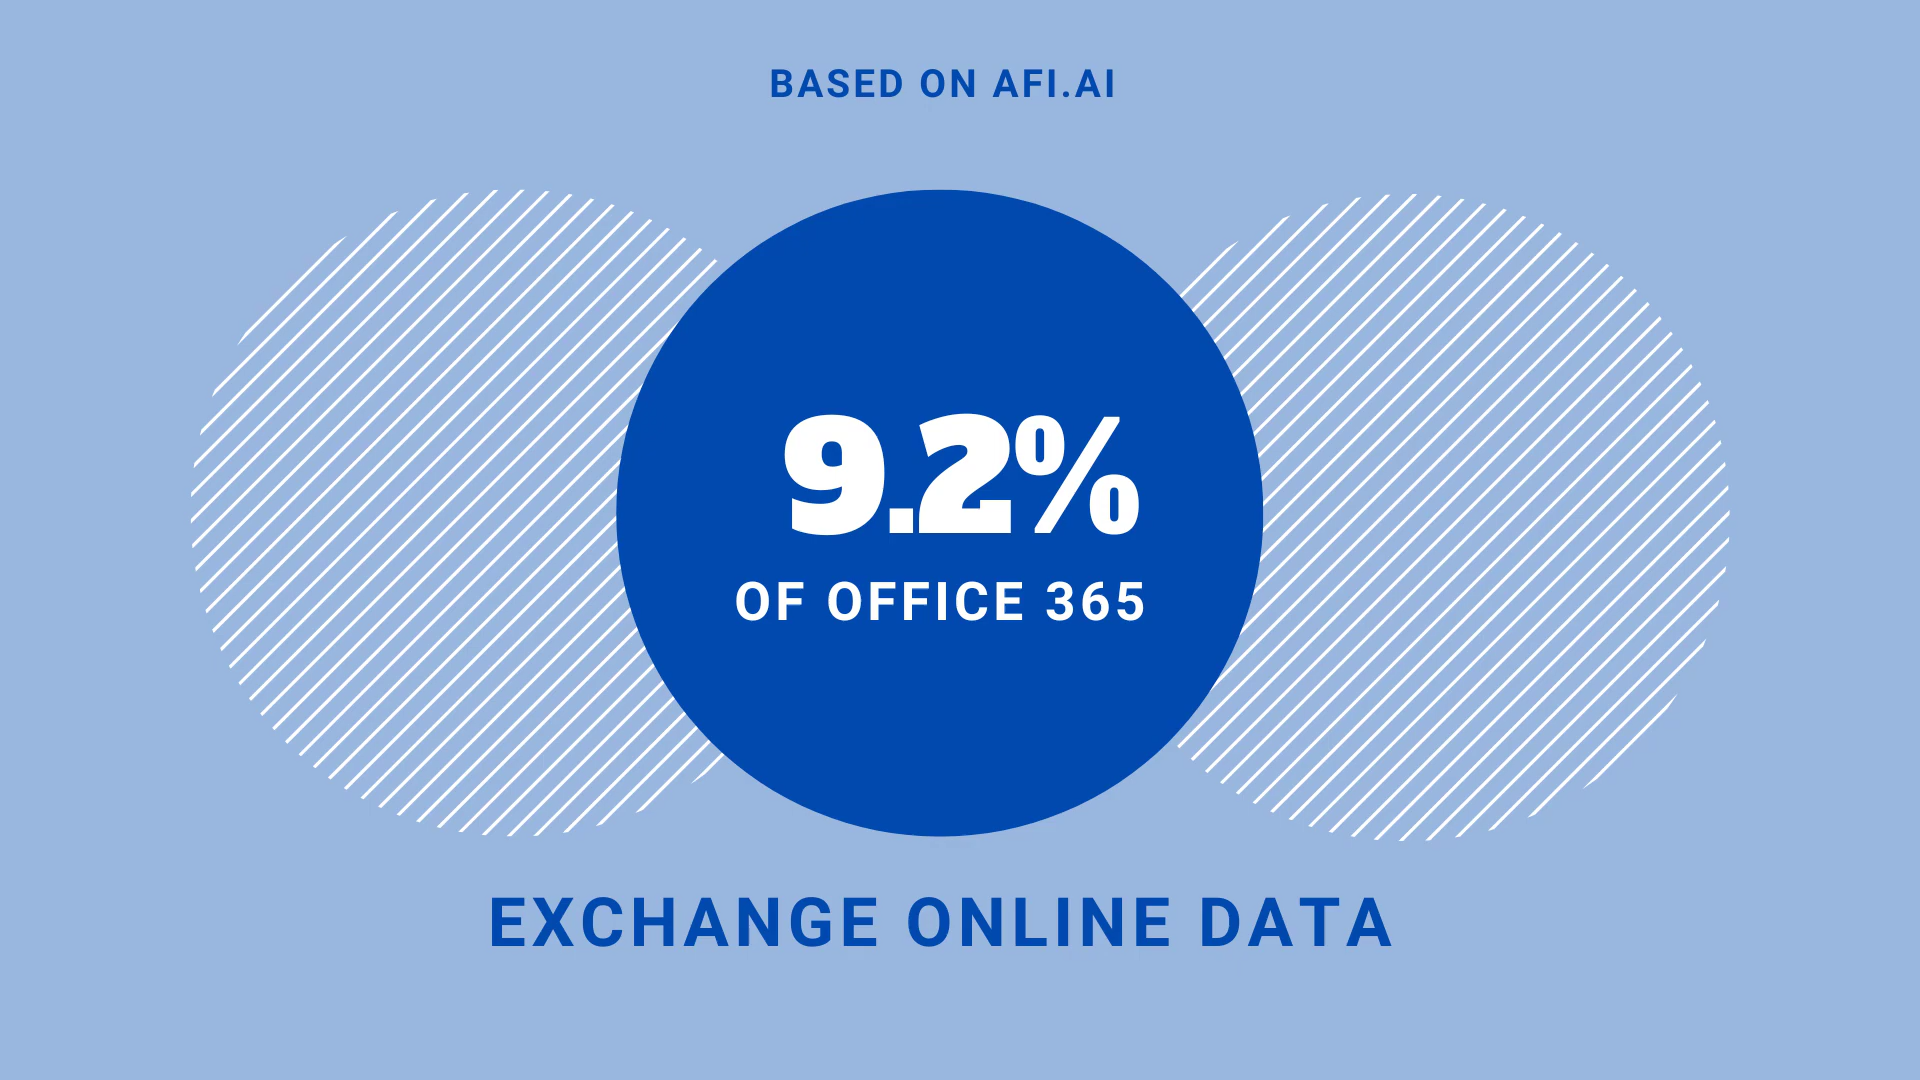 BASED ON AFI.AI
9.2%
OF OFFICE 365
EXCHANGE ONLINE DATA